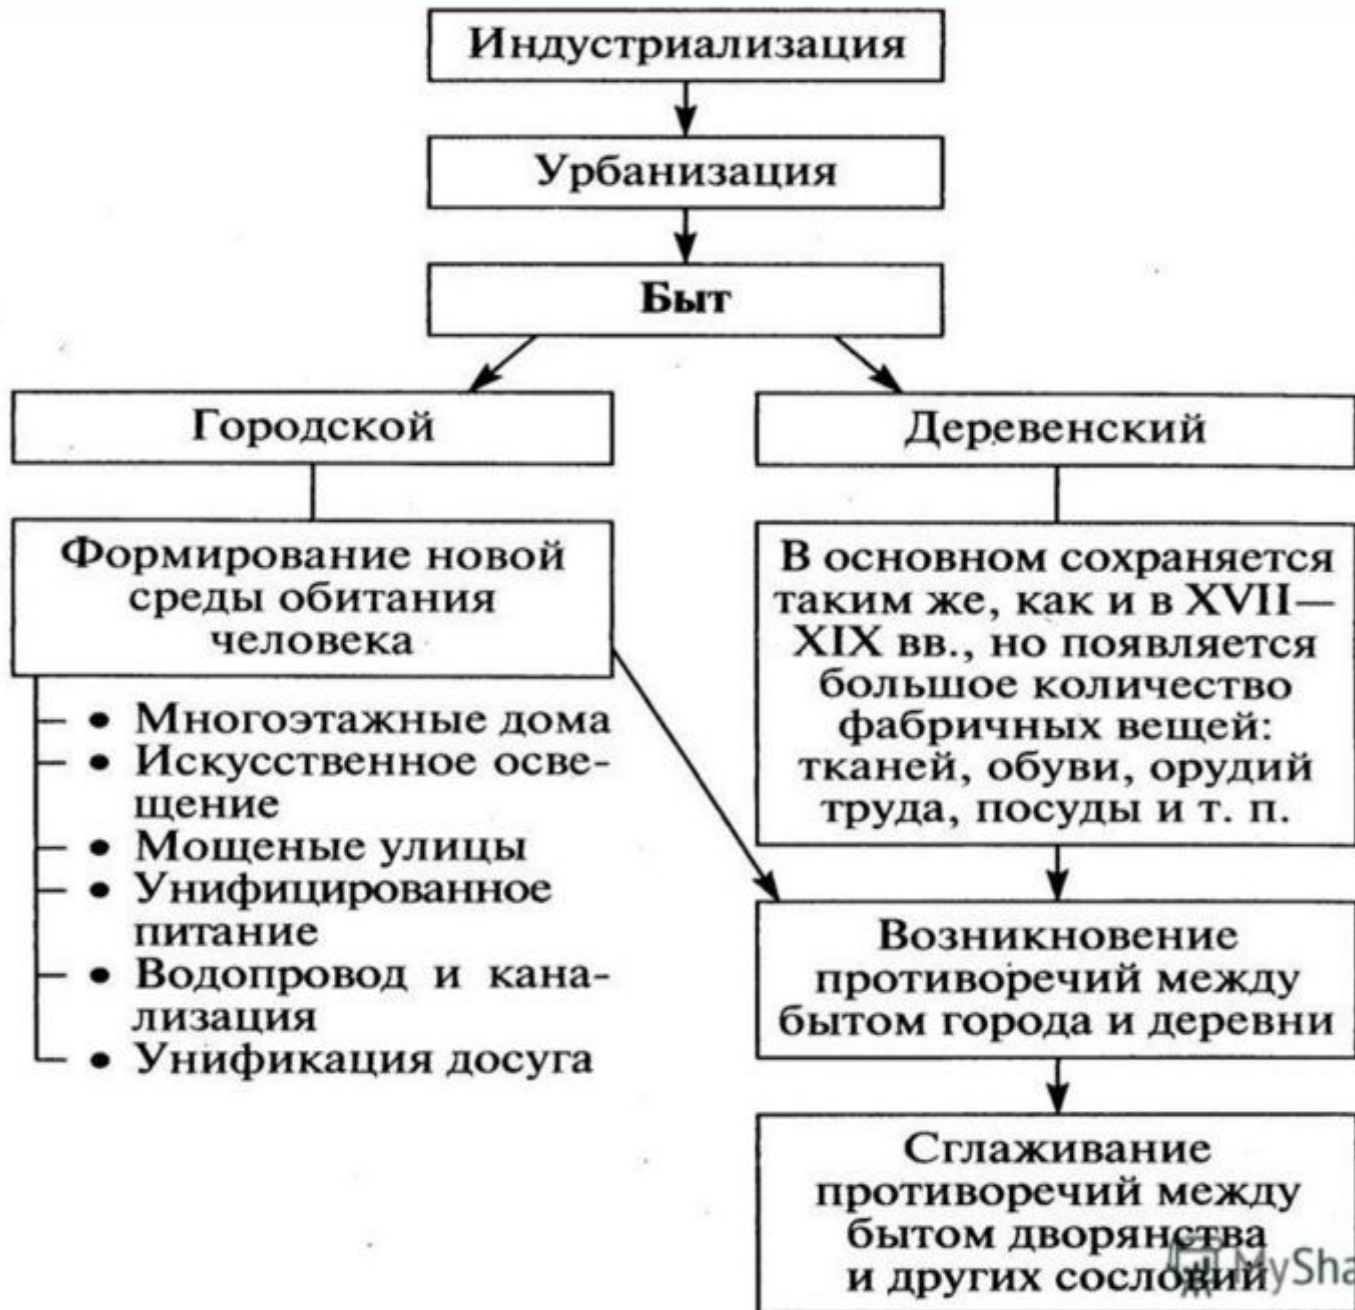 Индустриализация
Урбанизация
Быт
Городской
Деревенский
Формирование новой
среды обитания
человека
• Многоэтажные дома
• Искусственное осве-
щение
• Мощеные улицы
• Унифицированное
питание
• Водопровод и кана-
лизация
• Унификация досуга
В основном сохраняется
таким же, как и в XVII—
XIX вв., но появляется
большое количество
фабричных вещей:
тканей, обуви, орудий
труда, посуды и т. п.
Возникновение
противоречий между
бытом города и деревни
Сглаживание
противоречий между
бытом дворянства
и других сословий
MySha